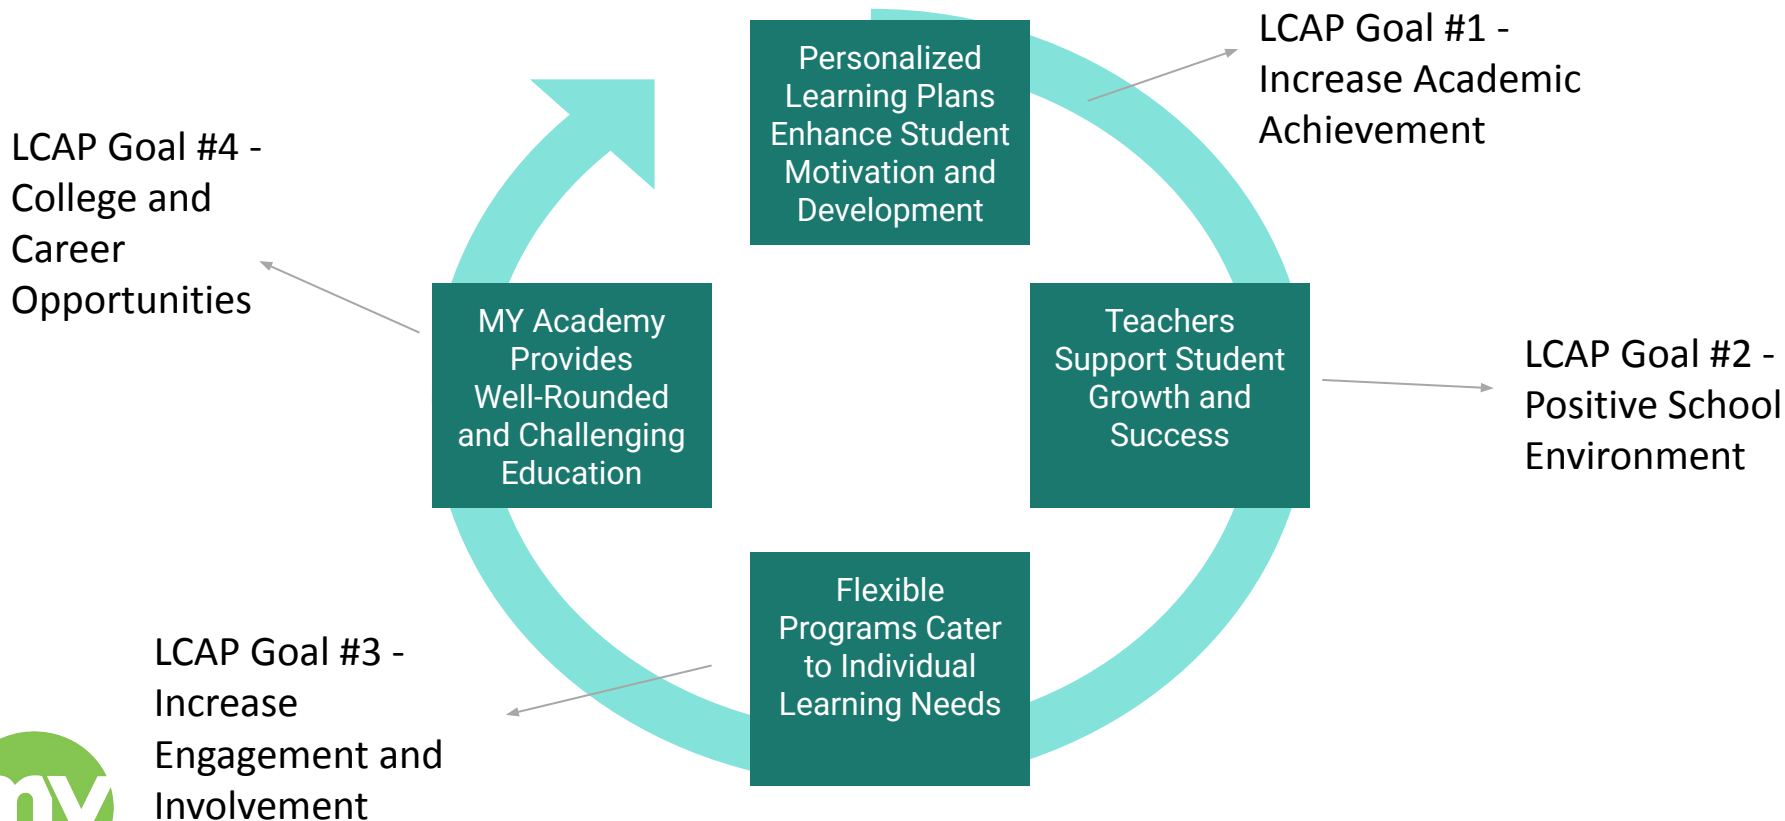 Personalized
Learning Plans
Enhance Student
Motivation and
Development
LCAP Goal #1 -
Increase Academic
Achievement
LCAP Goal #4 -
College and
Career
Opportunities
MY Academy
Provides
Well-Rounded
and Challenging
Education
Teachers
Support Student
Growth and
Success
LCAP Goal #2 -
Positive School
Environment
Flexible
Programs Cater
to Individual
Learning Needs
LCAP Goal #3 -
Increase
Engagement and
Involvement
my